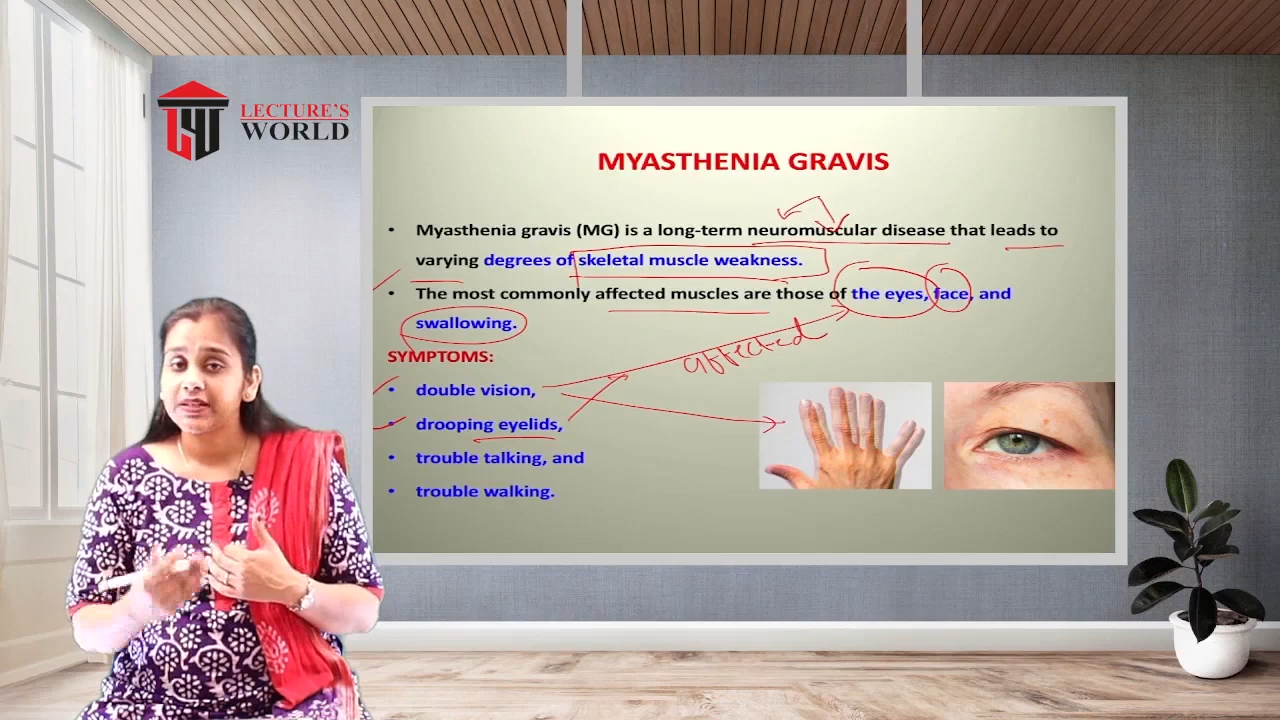 LECTURE'S
WORLD
MYASTHENIA GRAVIS
• Myasthenia gravis (MG) is a long-term neuromuscular disease that leads to
varying degrees of skeletal muscle weakness.
• The most commonly affected muscles are those of the eyes, face, and
swallowing.
affected
SYMPTOMS:
• double vision,
• drooping eyelids,
• trouble talking, and
• trouble walking.